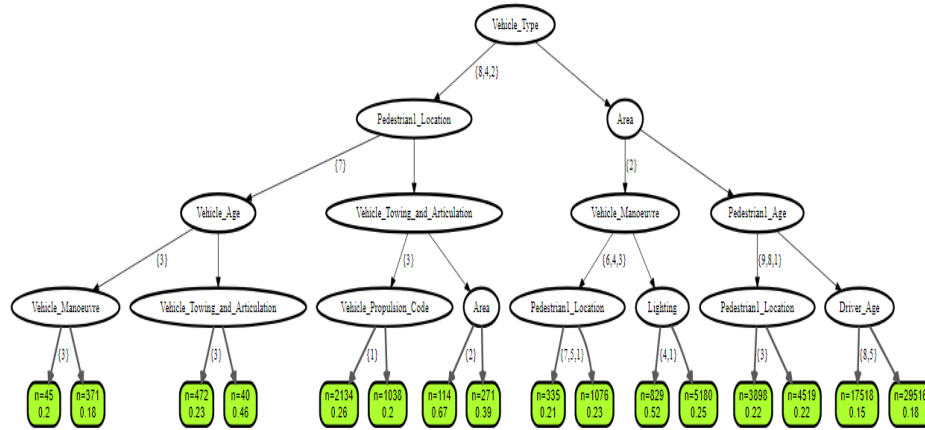 Vehicle_Type
{8,4,2}
Pedestrian1_Location
Area
{7}
{2}
Vehicle_Age
Vehicle_Towing_and_Articulation
Vehicle_Manoeuvre
Pedestrian1_Age
{3}
{3}
{6,4,3}
{9,8,1}
Vehicle_Manoeuvre
Vehicle_Towing_and_Articulation
Vehicle_Propulsion_Code
Area
Pedestrian1_Location
Lighting
Pedestrian1_Location
Driver_Age
{3}
{3}
{1}
{2}
{7,5,1}
{4,1}
{3}
{8,5}
n=45
0.2
n=371
0.18
n=472
0.23
n=40
0.46
n=2134
0.26
n=1038
0.2
n=114
0.67
n=271
0.39
n=335
0.21
n=1076
0.23
n=829
0.52
n=5180
0.25
n=3898
0.22
n=4519
0.22
n=17518
0.15
n=29516
0.18